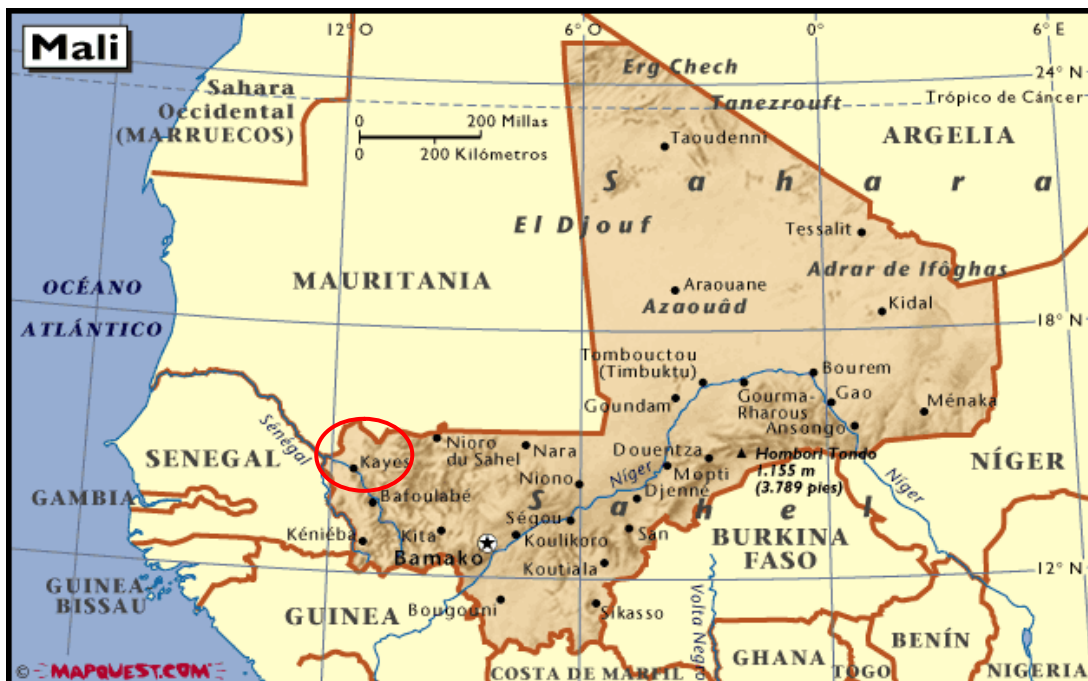 Mali
12° O
6° O
0°
6° E
24° N
Erg Chech
Tanezrouft
Trópico de Cáncer
Sahara
Occidental
(MARRUECOS)
0 200 Millas
0 200 Kilómetros
ARGELIA
Taoudenni
Sahara
El Djouf
Tessalit
MAURITANIA
Adrar de Ifôghas
OCÉANO
ATLÁNTICO
Araouane
Azaouâd
Kidal
18° N
Tombouctou
(Timbuktu)
Bourem
Goundam
Gourma-
Rharous
Gao
Ménaka
Ansongo
Sénégal
SENEGAL
Kayes
Nioro
du Sahel
Nara
Douentza
Hombori Tondo
1.155 m
(3.789 pies)
NÍGER
Niono
Níger
Mopti
Níger
GAMBIA
Bafoulabé
Sahel
Djenné
Ségou
Kéniéba
Kita
Koulikoro
San
BURKINA
FASO
Bamako
Koutiala
12° N
GUINEA-
BISSAU
GUINEA
Bougouni
Sikasso
Volta Negro
BENÍN
GHANA
TOGO
NIGERIA
COSTA DE MARFIL
© MAPQUEST.COM